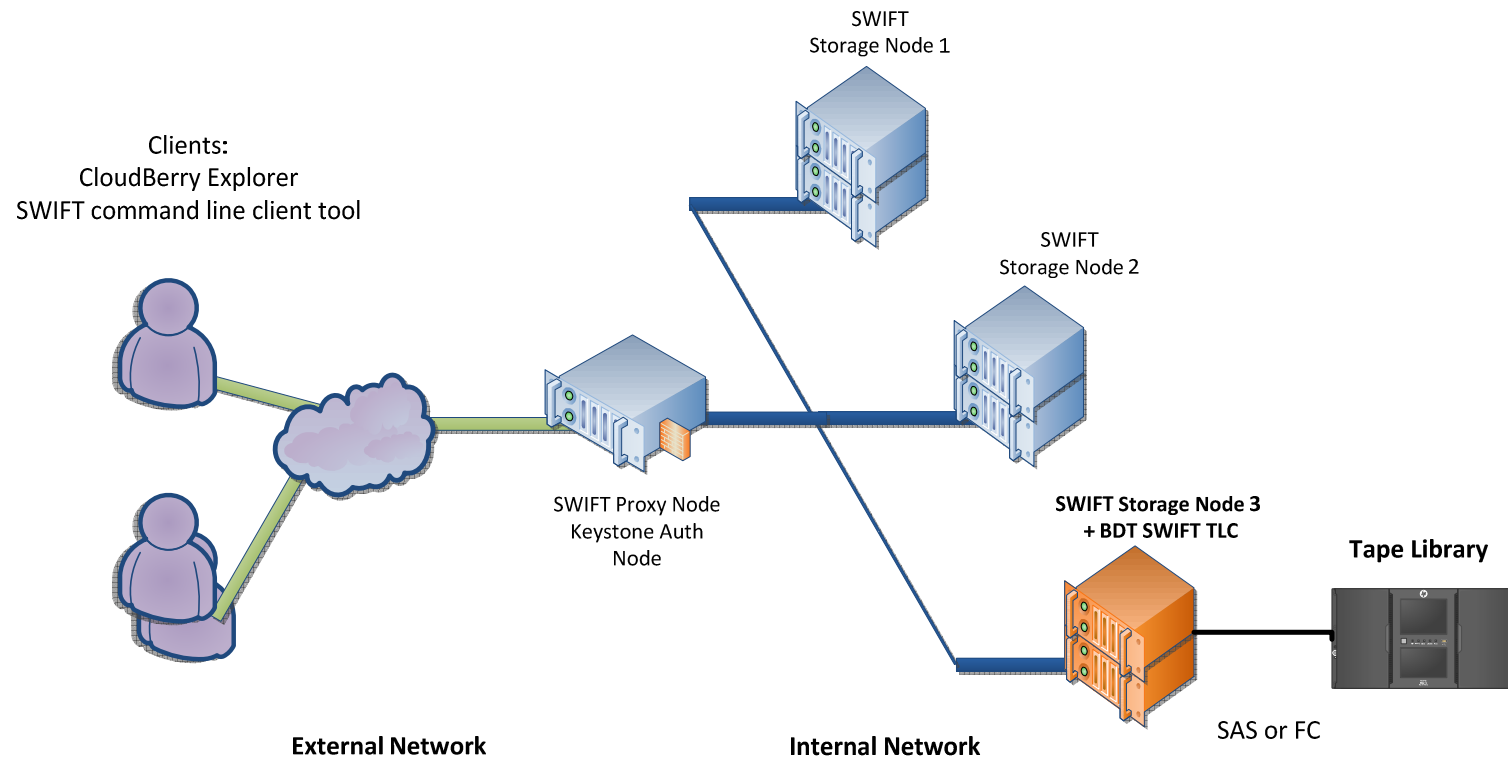 SWIFT
Storage Node 1
Clients:
CloudBerry Explorer
SWIFT command line client tool
SWIFT
Storage Node 2
SWIFT Proxy Node
Keystone Auth
Node
SWIFT Storage Node 3
+ BDT SWIFT TLC
Tape Library
SAS or FC
External Network
Internal Network